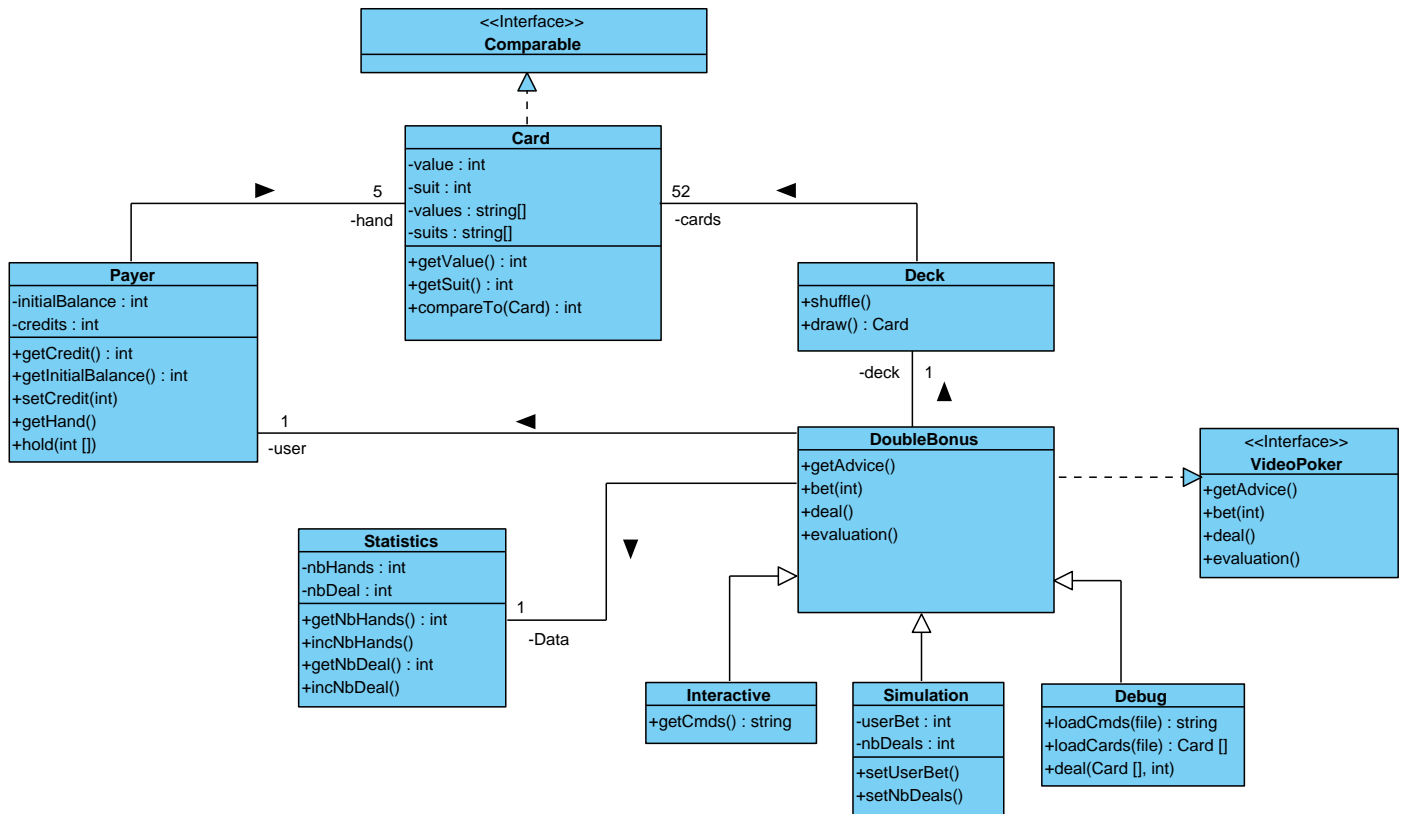 <<Interface>>
Comparable
Card
-value : int
-suit : int
-values : string[]
-suits : string[]
+getValue() : int
+getSuit() : int
+compareTo(Card) : int
5
-hand
52
-cards
Payer
-initialBalance : int
-credits : int
+getCredit() : int
+getInitialBalance() : int
+setCredit(int)
+getHand()
+hold(int [])
Deck
+shuffle()
+draw() : Card
-deck
1
1
-user
DoubleBonus
+getAdvice()
+bet(int)
+deal()
+evaluation()
<<Interface>>
VideoPoker
+getAdvice()
+bet(int)
+deal()
+evaluation()
Statistics
-nbHands : int
-nbDeal : int
+getNbHands() : int
+incNbHands()
+getNbDeal() : int
+incNbDeal()
1
-Data
Interactive
+getCmds() : string
Simulation
-userBet : int
-nbDeals : int
+setUserBet()
+setNbDeals()
Debug
+loadCmds(file) : string
+loadCards(file) : Card []
+deal(Card [], int)